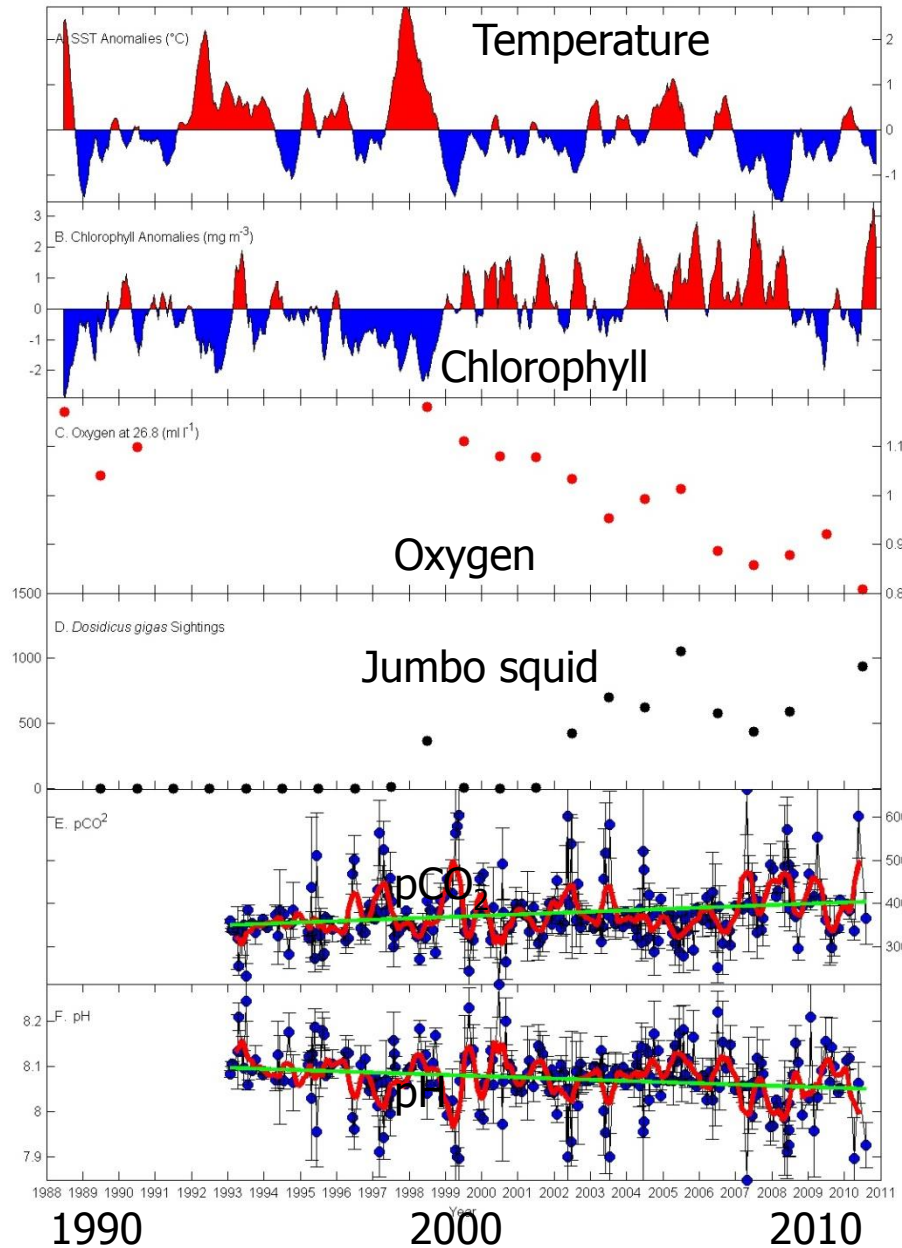 A. SST Anomalies (°C)
Temperature
2
1
0
-1
B. Chlorophyll Anomalies (mg m-3)
3
2
1
0
-1
-2
Chlorophyll
C. Oxygen at 26.8 (ml l-1)
1.1
1
0.9
0.8
Oxygen
D. Dosidicus gigas Sightings
1500
1000
500
0
Jumbo squid
E. pCO2
600
500
400
300
pCO2
F. pH
8.2
8.1
8
7.9
pH
1988 1989 1990 1991 1992 1993 1994 1995 1996 1997 1998 1999 2000 2001 2002 2003 2004 2005 2006 2007 2008 2009 2010 2011
Year
1990 2000 2010